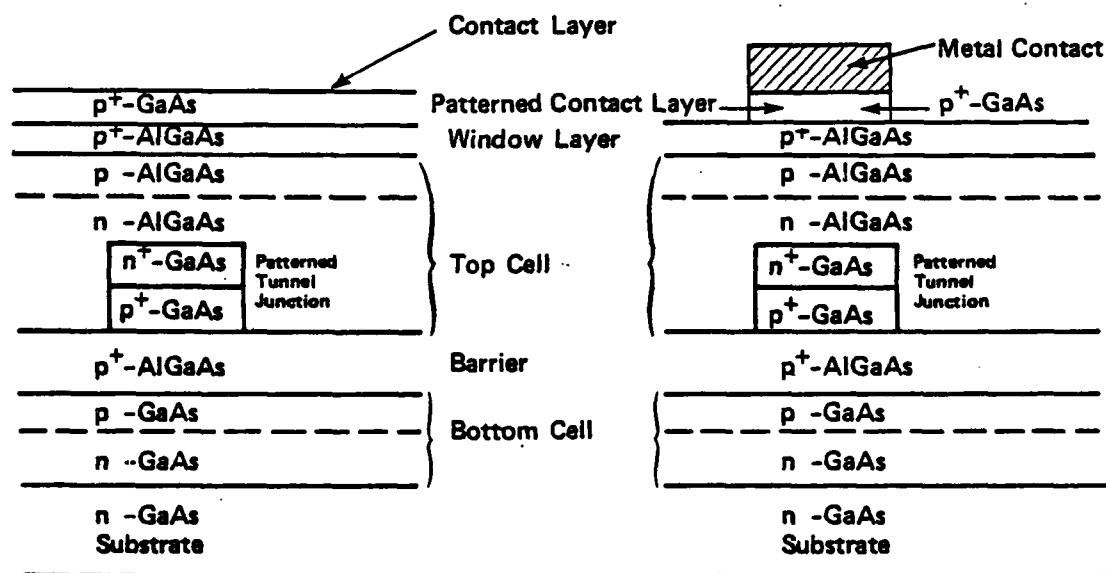 Contact Layer
Metal Contact
p⁺-GaAs
Patterned Contact Layer
p⁺-GaAs
p⁺-AlGaAs
Window Layer
p⁺-AlGaAs
p -AlGaAs
p -AlGaAs
n -AlGaAs
n -AlGaAs
n⁺-GaAs
Patterned
Tunnel
Junction
p⁺-GaAs
Top Cell
n⁺-GaAs
Patterned
Tunnel
Junction
p⁺-GaAs
p⁺-AlGaAs
Barrier
p⁺-AlGaAs
p -GaAs
p -GaAs
Bottom Cell
n -GaAs
n -GaAs
n -GaAs
Substrate
n -GaAs
Substrate